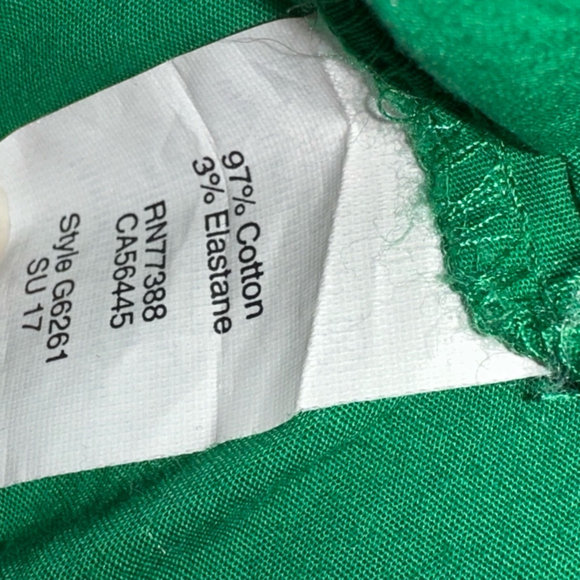 97% Cotton
3% Elastane
RN77388
CA56445
Style G6261
SU 17